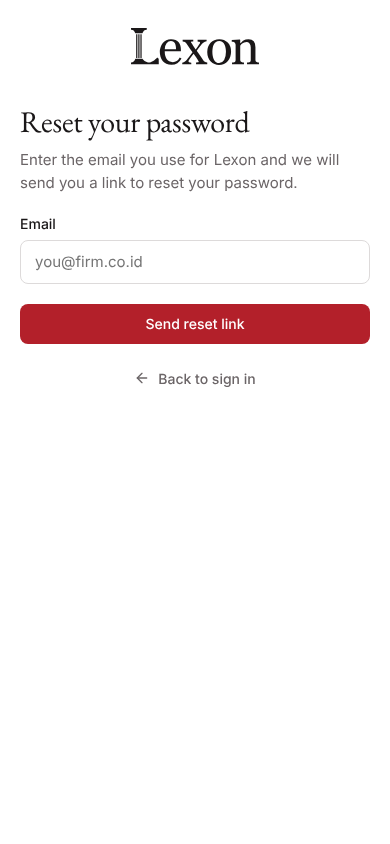 Lexon
Reset your password
Enter the email you use for Lexon and we will
send you a link to reset your password.
Email
you@firm.co.id
Send reset link
← Back to sign in